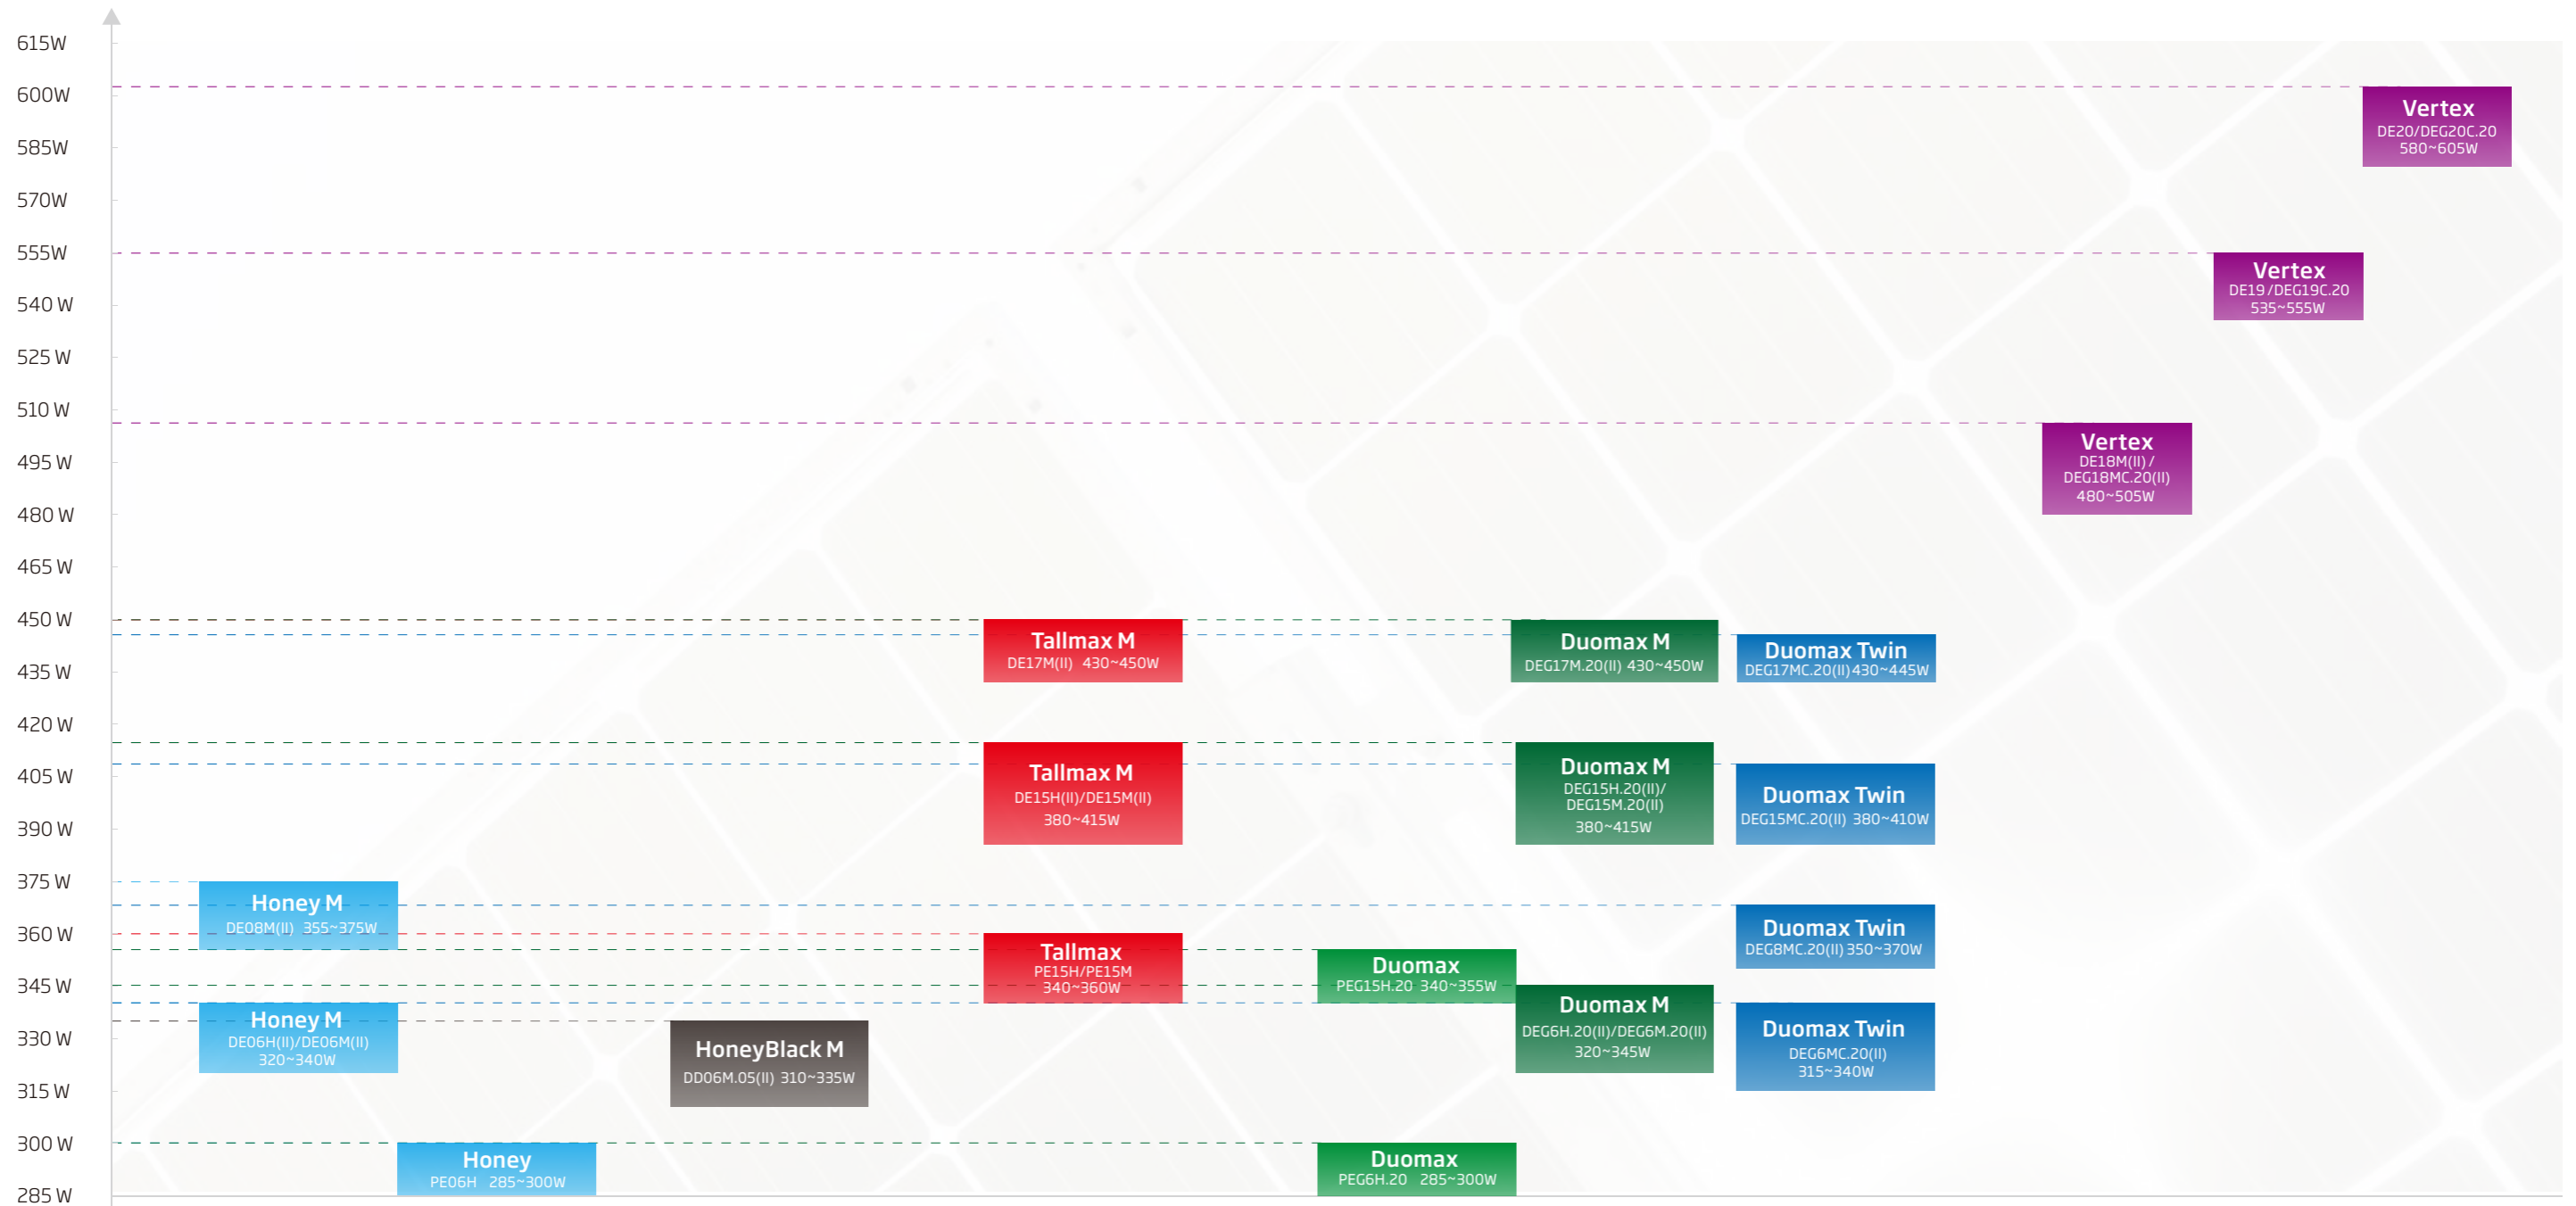 615W
600W
585W
570W
555W
540 W
525 W
510 W
495 W
480 W
465 W
450 W
435 W
420 W
405 W
390 W
375 W
360 W
345 W
330 W
315 W
300 W
285 W
Vertex
DE20/DEG20C.20
580~605W
Vertex
DE19/DEG19C.20
535~555W
Vertex
DE18M(II)/
DEG18MC.20(II)
480~505W
Tallmax M
DE17M(II) 430~450W
Duomax M
DEG17M.20(II) 430~450W
Duomax Twin
DEG17MC.20(II) 430~445W
Tallmax M
DE15H(II)/DE15M(II)
380~415W
Duomax M
DEG15H.20(II)/
DEG15M.20(II)
380~415W
Duomax Twin
DEG15MC.20(II) 380~410W
Honey M
DE08M(II) 355~375W
Tallmax
PE15H/PE15M
340~360W
Duomax
PEG15H.20 340~355W
Duomax Twin
DEG8MC.20(II) 350~370W
Honey M
DE06H(II)/DE06M(II)
320~340W
HoneyBlack M
DD06M.05(II) 310~335W
Duomax M
DEG6H.20(II)/DEG6M.20(II)
320~345W
Duomax Twin
DEG6MC.20(II)
315~340W
Honey
PE06H 285~300W
Duomax
PEG6H.20 285~300W